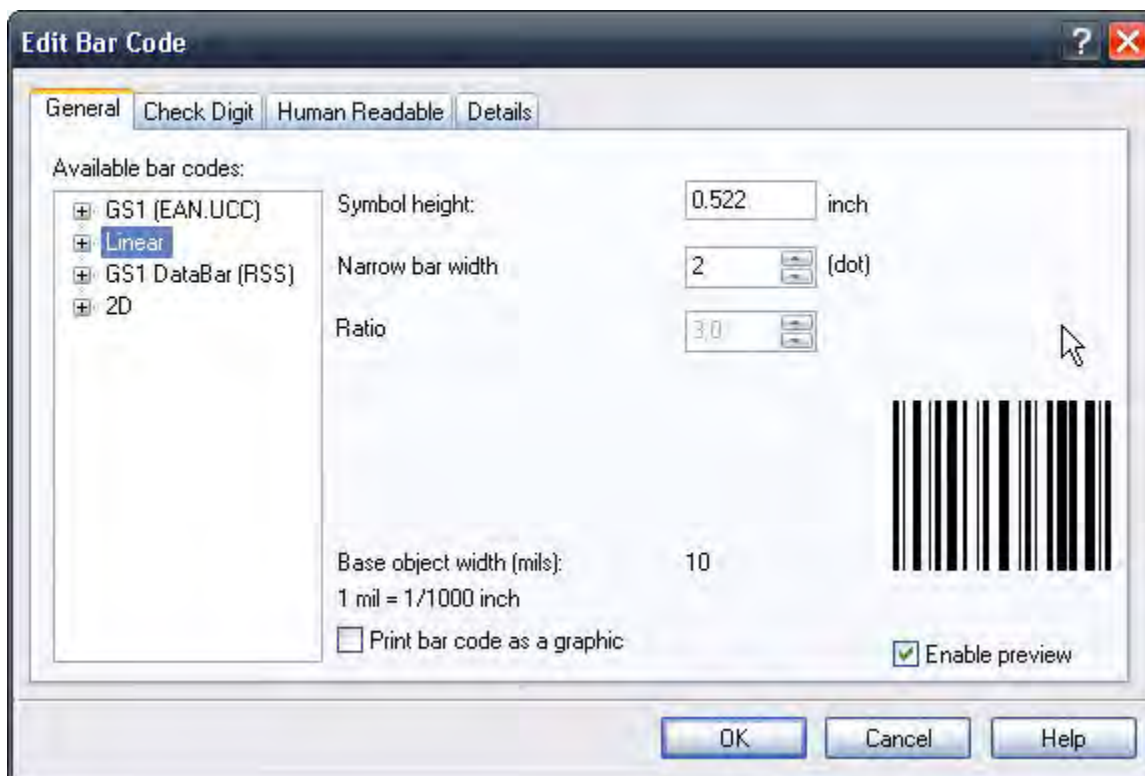 Edit Bar Code
General Check Digit Human Readable Details
Available bar codes:
GS1 (EAN.UCC)
Linear
GS1 DataBar (RSS)
2D
Symbol height: 0.522 inch
Narrow bar width 2 (dot)
Ratio 3.0
Base object width (mils): 10
1 mil = 1/1000 inch
Print bar code as a graphic
Enable preview
OK Cancel Help